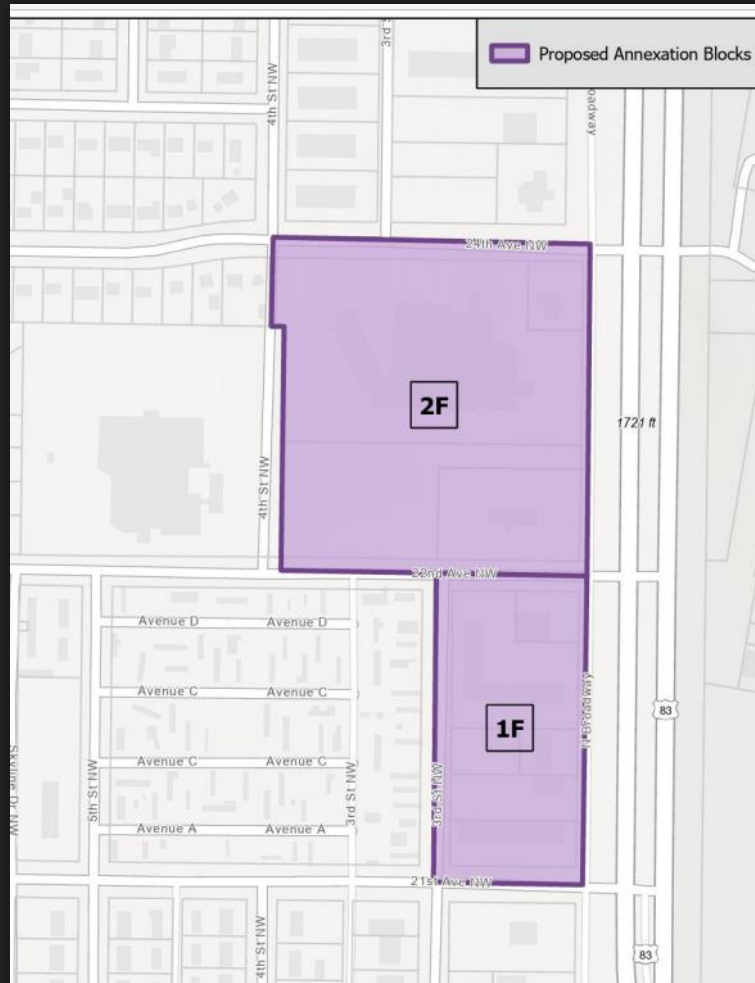 Proposed Annexation Blocks
3rd S
4th St NW
oadway
24th Ave NW
2F
1721 ft
4th St NW
22nd Ave NW
Avenue D
Avenue D
Avenue C
Avenue C
N Broadway
83
1F
Skyline Dr NW
5th St NW
Avenue C
Avenue C
3rd St NW
3rd St NW
Avenue A
Avenue A
21st Ave NW
4th St NW
83